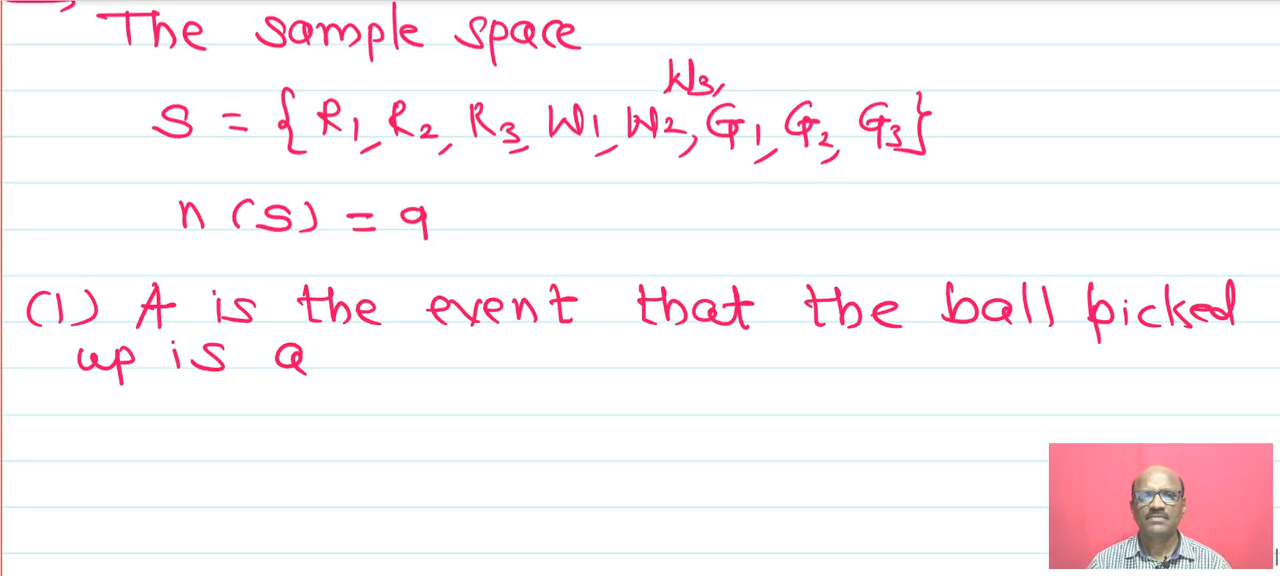 The sample space
W3,
S = { R1, R2, R3, W1, W2, G1, G2, G3}
n (S) = 9
(1) A is the event that the ball picked
up is a